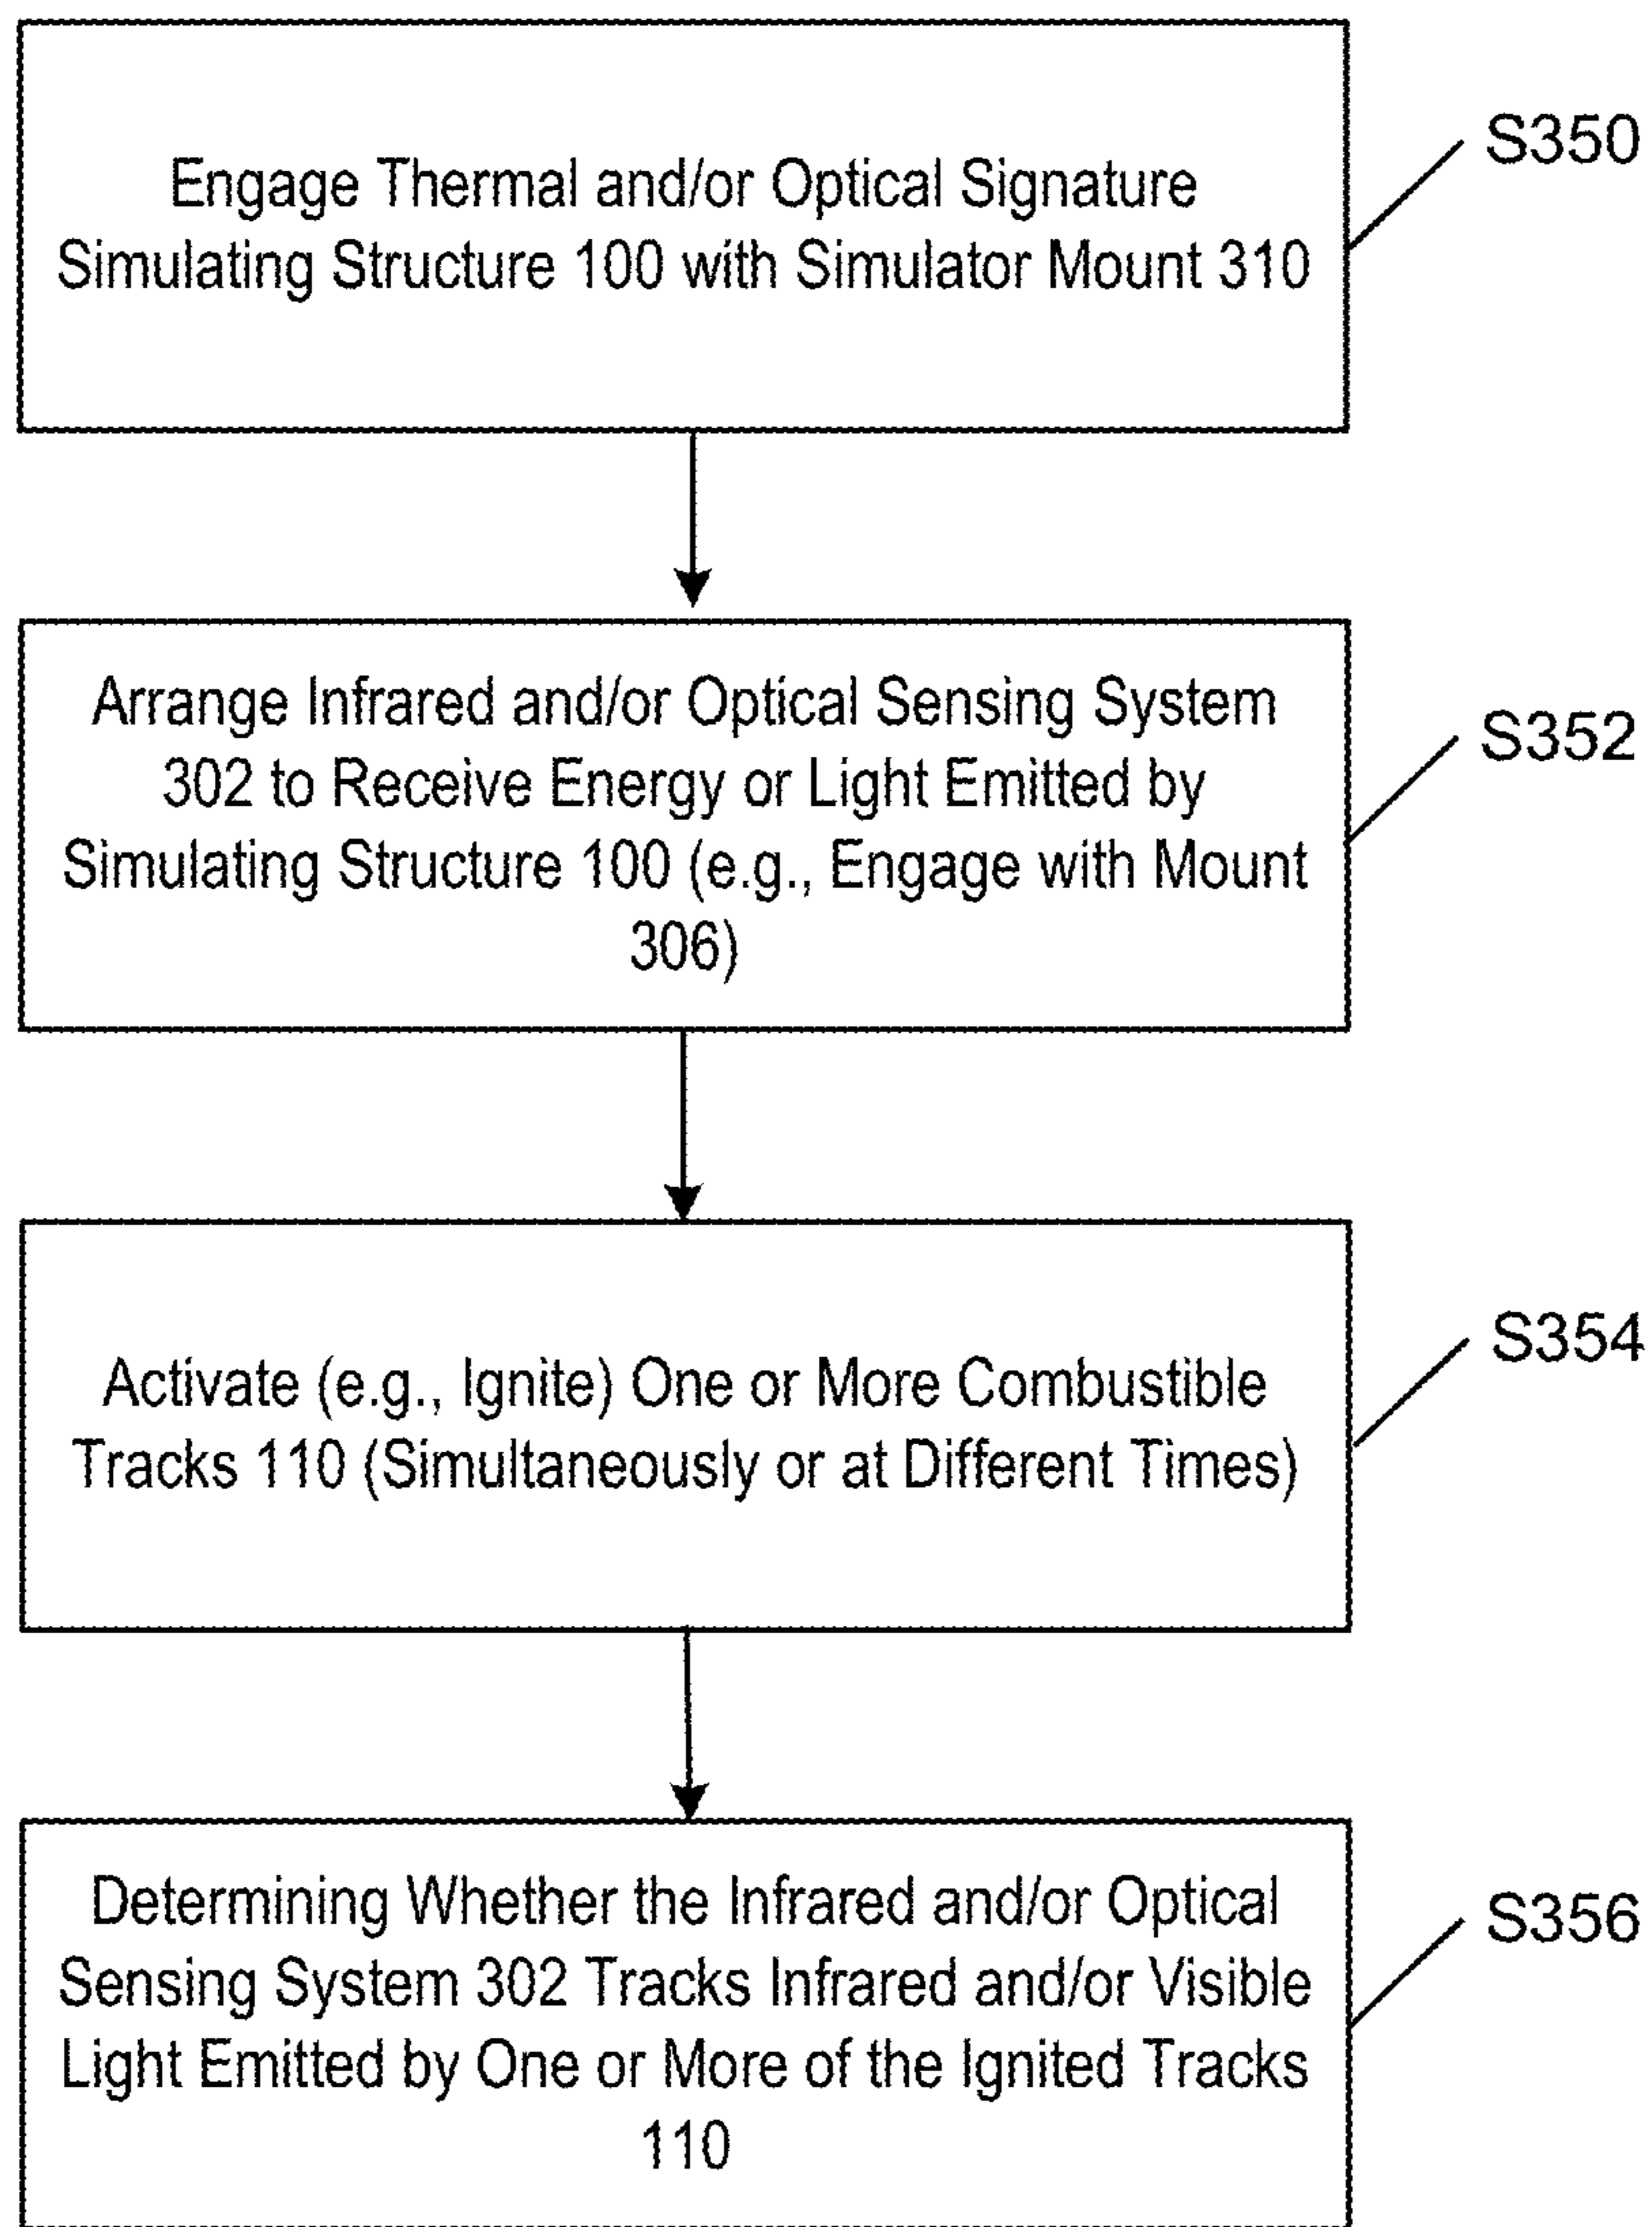 Engage Thermal and/or Optical Signature
Simulating Structure 100 with Simulator Mount 310
S350
Arrange Infrared and/or Optical Sensing System
302 to Receive Energy or Light Emitted by
Simulating Structure 100 (e.g., Engage with Mount
306)
S352
Activate (e.g., Ignite) One or More Combustible
Tracks 110 (Simultaneously or at Different Times)
S354
Determining Whether the Infrared and/or Optical
Sensing System 302 Tracks Infrared and/or Visible
Light Emitted by One or More of the Ignited Tracks
110
S356